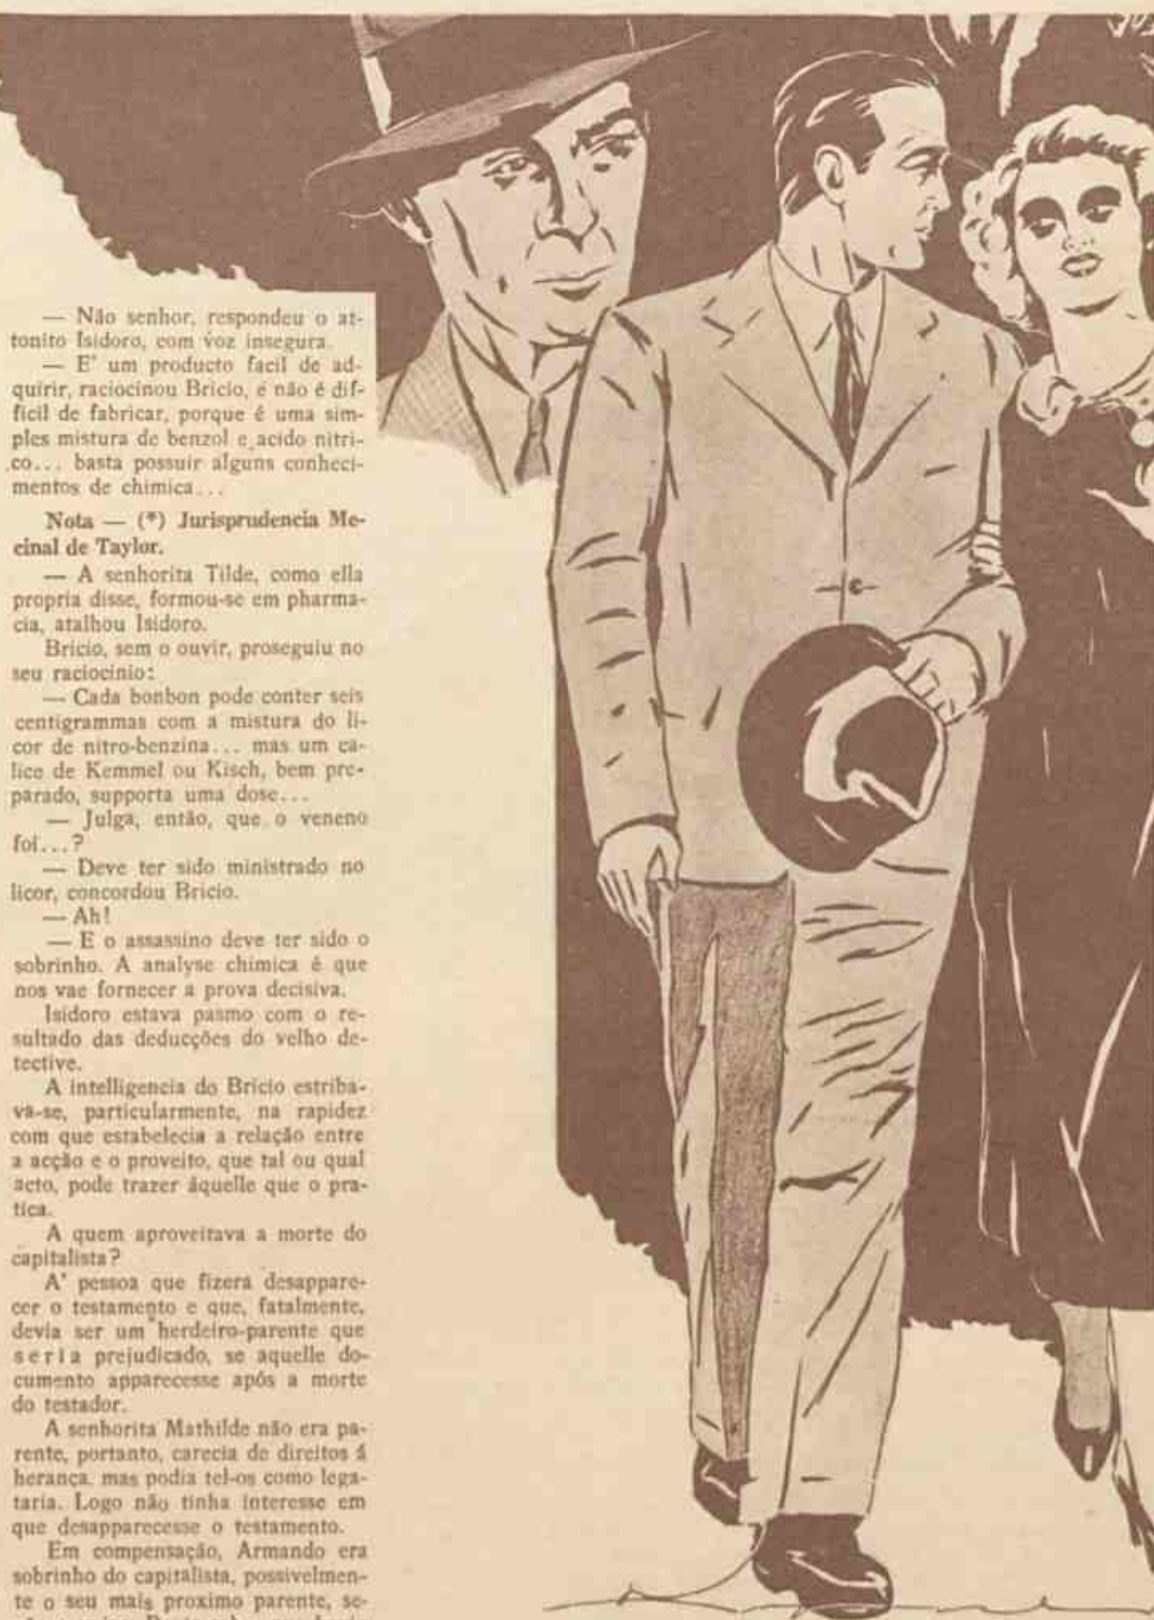 — Não senhor, respondeu o at-
tonito Isidoro, com voz insegura.
— E' um producto facil de ad-
quirir, raciocinou Bricio, e não é dif-
ficil de fabricar, porque é uma sim-
ples mistura de benzol e acido nitri-
co... basta possuir alguns conheci-
mentos de chimica...
Nota — (*) Jurisprudencia Me-
cinal de Taylor.
— A senhorita Tilde, como ella
propria disse, formou-se em pharma-
cia, atalhou Isidoro.
Bricio, sem o ouvir, proseguiu no
seu raciocinio:
— Cada bonbon pode conter seis
centigrammas com a mistura do li-
cor de nitro-benzina... mas um ca-
lice de Kemmel ou Kisch, bem pre-
parado, supporta uma dose...
— Julga, então, que o veneno
foi...?
— Deve ter sido ministrado no
licor, concordou Bricio.
— Ah!
— E o assassino deve ter sido o
sobrinho. A analyse chimica é que
nos vae fornecer a prova decisiva.
Isidoro estava pasmo com o re-
sultado das deducções do velho de-
tective.
A intelligencia do Bricio estriba-
va-se, particularmente, na rapidez
com que estabelecia a relação entre
a acção e o proveito, que tal ou qual
acto, pode trazer áquelle que o pra-
tica.
A quem aproveitava a morte do
capitalista?
A' pessoa que fizera desappare-
cer o testamento e que, fatalmente,
devia ser um herdeiro-parente que
seria prejudicado, se aquelle do-
cumento apparecesse após a morte
do testador.
A senhorita Mathilde não era pa-
rente, portanto, carecia de direitos á
herança, mas podia tel-os como lega-
taria. Logo não tinha interesse em
que desapparecesse o testamento.
Em compensação, Armando era
sobrinho do capitalista, possivelmen-
te o seu mais proximo parente, se-